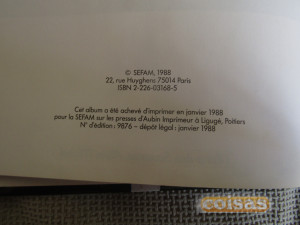 © SEFAM, 1988
22, rue Huyghens 75014 Paris
ISBN 2-226-03168-5
Cet album a été achevé d'imprimer en janvier 1988
pour la SEFAM sur les presses d'Aubin Imprimeur à Ligugé, Poitiers
N° d'édition : 9876 – dépôt légal : janvier 1988
coisas